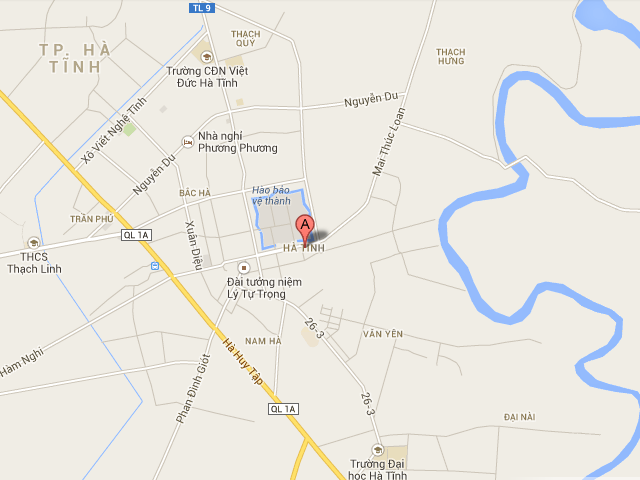 TL 9
THẠCH
QUÝ
TP. HÀ
TĨNH
THẠCH
HƯNG
Trường CĐN Việt
Đức Hà Tĩnh
Nguyễn Du
Xô Viết Nghệ Tĩnh
Mai Thúc Loan
Nhà nghỉ
Phương Phương
Nguyễn Du
BẮC HÀ
Hào bảo
vệ thành
TRẦN PHÚ
QL 1A
Xuân Diệu
A
HÀ TĨNH
THCS
Thạch Linh
Đài tưởng niệm
Lý Tự Trọng
26-3
VĂN YÊN
NAM HÀ
Hàm Nghi
Hà Huy Tập
Phan Đình Giót
26-3
QL 1A
ĐẠI NÀI
Trường Đại
học Hà Tĩnh